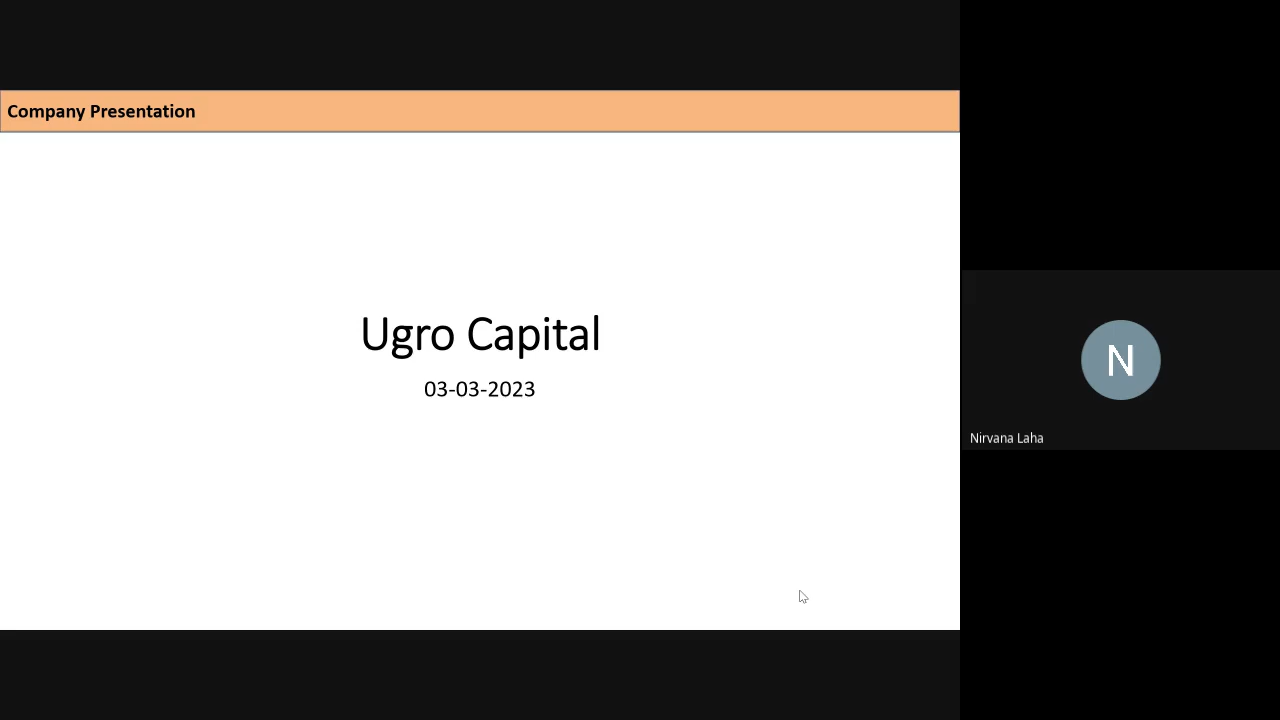 Company Presentation
Ugro Capital
03-03-2023
N
Nirvana Laha